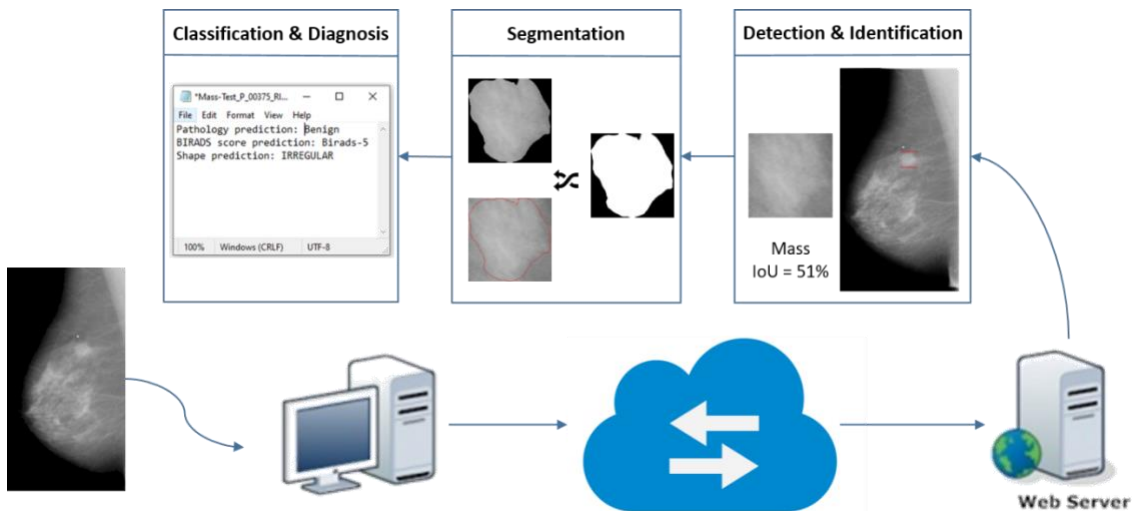 Classification & Diagnosis
*Mass-Test_P_00375_RI...
File Edit Format View Help
Pathology prediction: Benign
BIRADS score prediction: Birads-5
Shape prediction: IRREGULAR
100% Windows (CRLF) UTF-8
Segmentation
Detection & Identification
Mass
IoU = 51%
Web Server